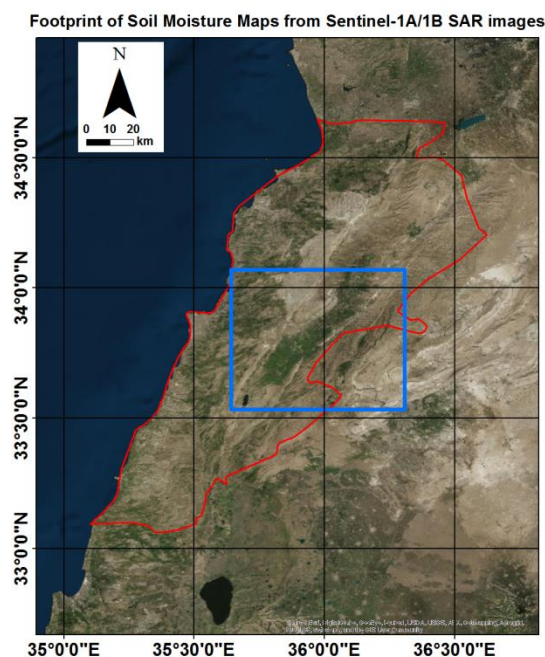 Footprint of Soil Moisture Maps from Sentinel-1A/1B SAR images
N
0 10 20
km
34°30'0"N
34°0'0"N
33°30'0"N
33°0'0"N
35°0'0"E 35°30'0"E 36°0'0"E 36°30'0"E